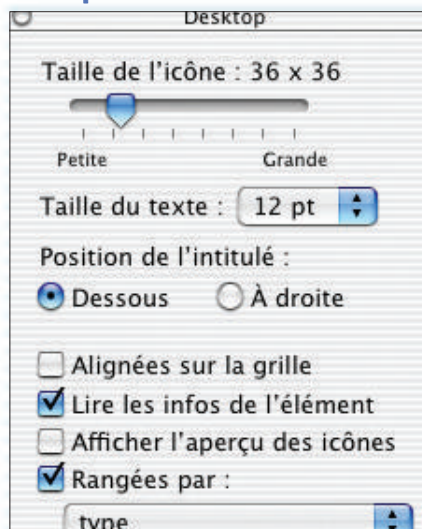 Desktop
Taille de l'icône : 36 x 36
Petite Grande
Taille du texte : 12 pt
Position de l'intitulé :
Dessous À droite
Alignées sur la grille
Lire les infos de l'élément
Afficher l'aperçu des icônes
Rangées par :
type